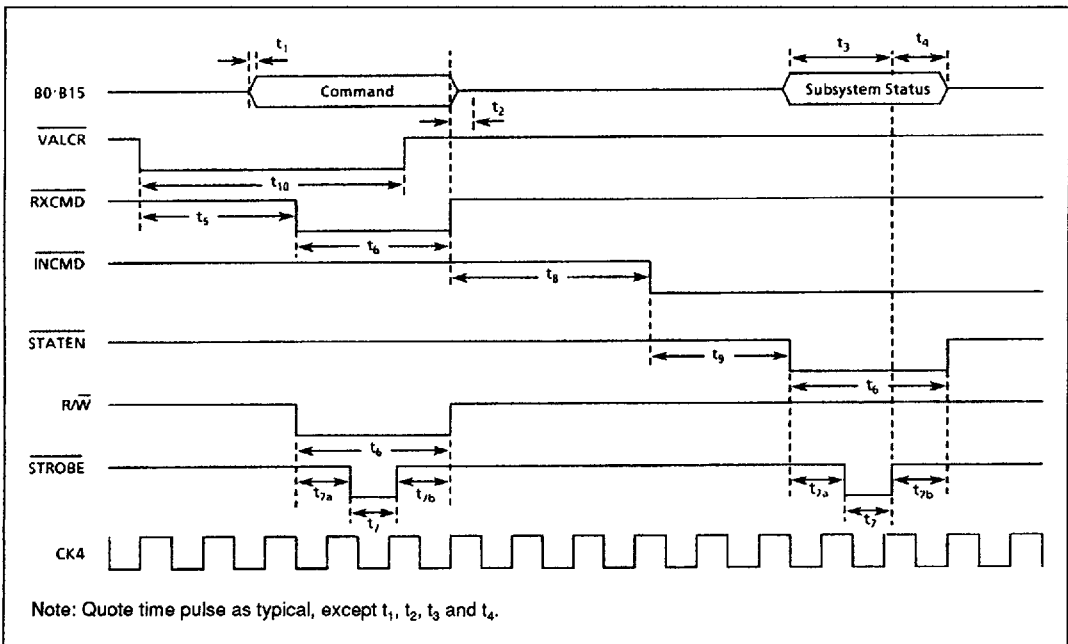 t1 t3 t4
B0·B15 Command Subsystem Status
t2
VALCR
t10
RXCMD
t5
t6
INCMD
t8
STATEN
t9
t6
R/W
t6
STROBE
t7a t7b t7a t7b
t7 t7
CK4
Note: Quote time pulse as typical, except t1, t2, t3 and t4.